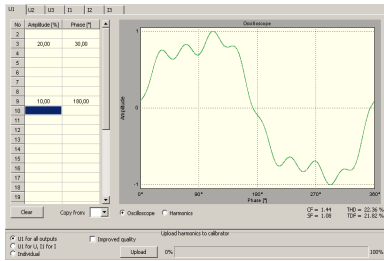 U1 U2 U3 I1 I2 I3
No Amplitude [%] Phase [°]
2
3 20,00 30,00
4
5
6
7
8
9 10,00 180,00
10
11
12
13
14
15
16
17
18
19
Clear Copy from:
Oscilloscope
Amplitude
1
0
-1
0° 90° 180° 270° 360°
Phase [°]
Oscilloscope Harmonics
CF = 1.44 THD = 22.36 %
SF = 1.08 TDF = 21.82 %
U1 for all outputs
U1 for U, I1 for I
Individual
Improved quality
Upload harmonics to calibrator
Upload 0% 100%